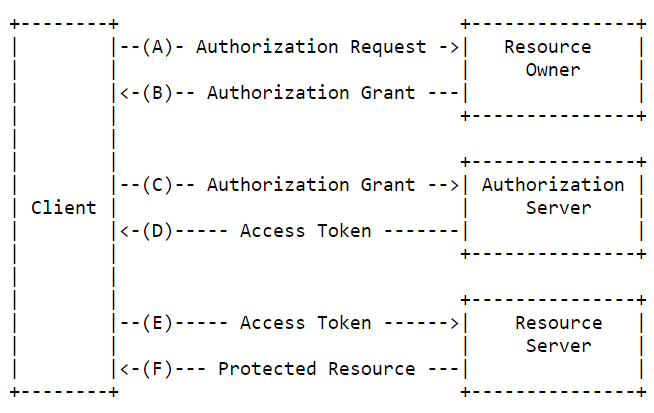 +--------+                               +---------------+
|        |--(A)- Authorization Request ->|   Resource    |
|        |                               |     Owner     |
|        |<-(B)-- Authorization Grant ---|               |
|        |                               +---------------+
|        |
|        |                               +---------------+
|        |--(C)-- Authorization Grant -->| Authorization |
| Client |                               |     Server    |
|        |<-(D)----- Access Token -------|               |
|        |                               +---------------+
|        |
|        |                               +---------------+
|        |--(E)----- Access Token ------>|    Resource   |
|        |                               |     Server    |
|        |<-(F)--- Protected Resource ---|               |
+--------+                               +---------------+